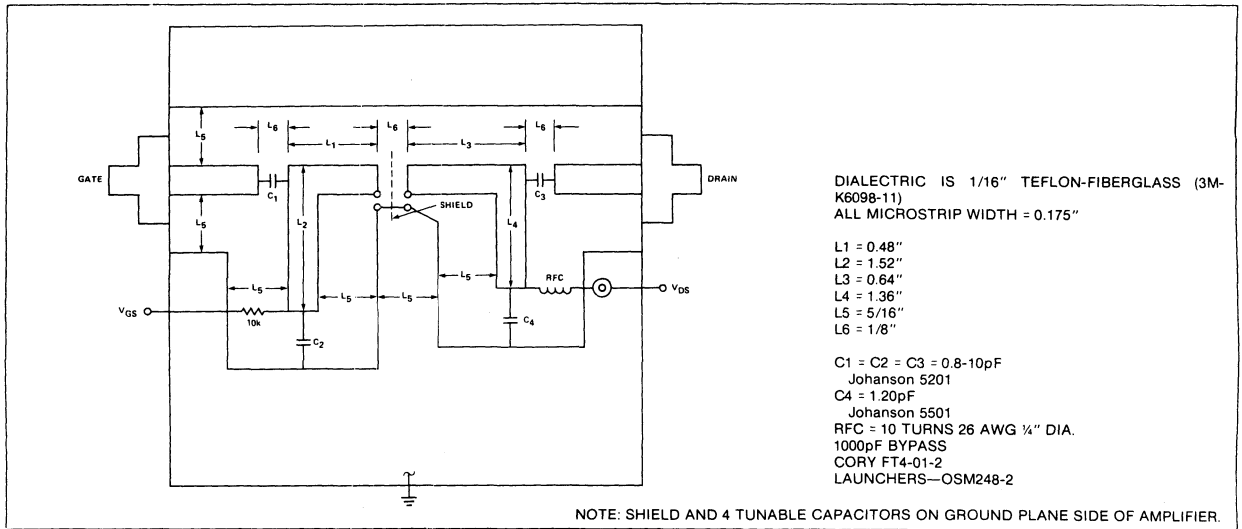 L6
L6
L6
L5
L1
L3
GATE
C1
C3
DRAIN
SHIELD
L2
L4
L5
L5
RFC
L5
L5
L5
VGS
VDS
10k
C2
C4
DIALECTRIC IS 1/16" TEFLON-FIBERGLASS (3M-
K6098-11)
ALL MICROSTRIP WIDTH = 0.175"
L1 = 0.48"
L2 = 1.52"
L3 = 0.64"
L4 = 1.36"
L5 = 5/16"
L6 = 1/8"
C1 = C2 = C3 = 0.8-10pF
Johanson 5201
C4 = 1.20pF
Johanson 5501
RFC = 10 TURNS 26 AWG ¼" DIA.
1000pF BYPASS
CORY FT4-01-2
LAUNCHERS—OSM248-2
NOTE: SHIELD AND 4 TUNABLE CAPACITORS ON GROUND PLANE SIDE OF AMPLIFIER.